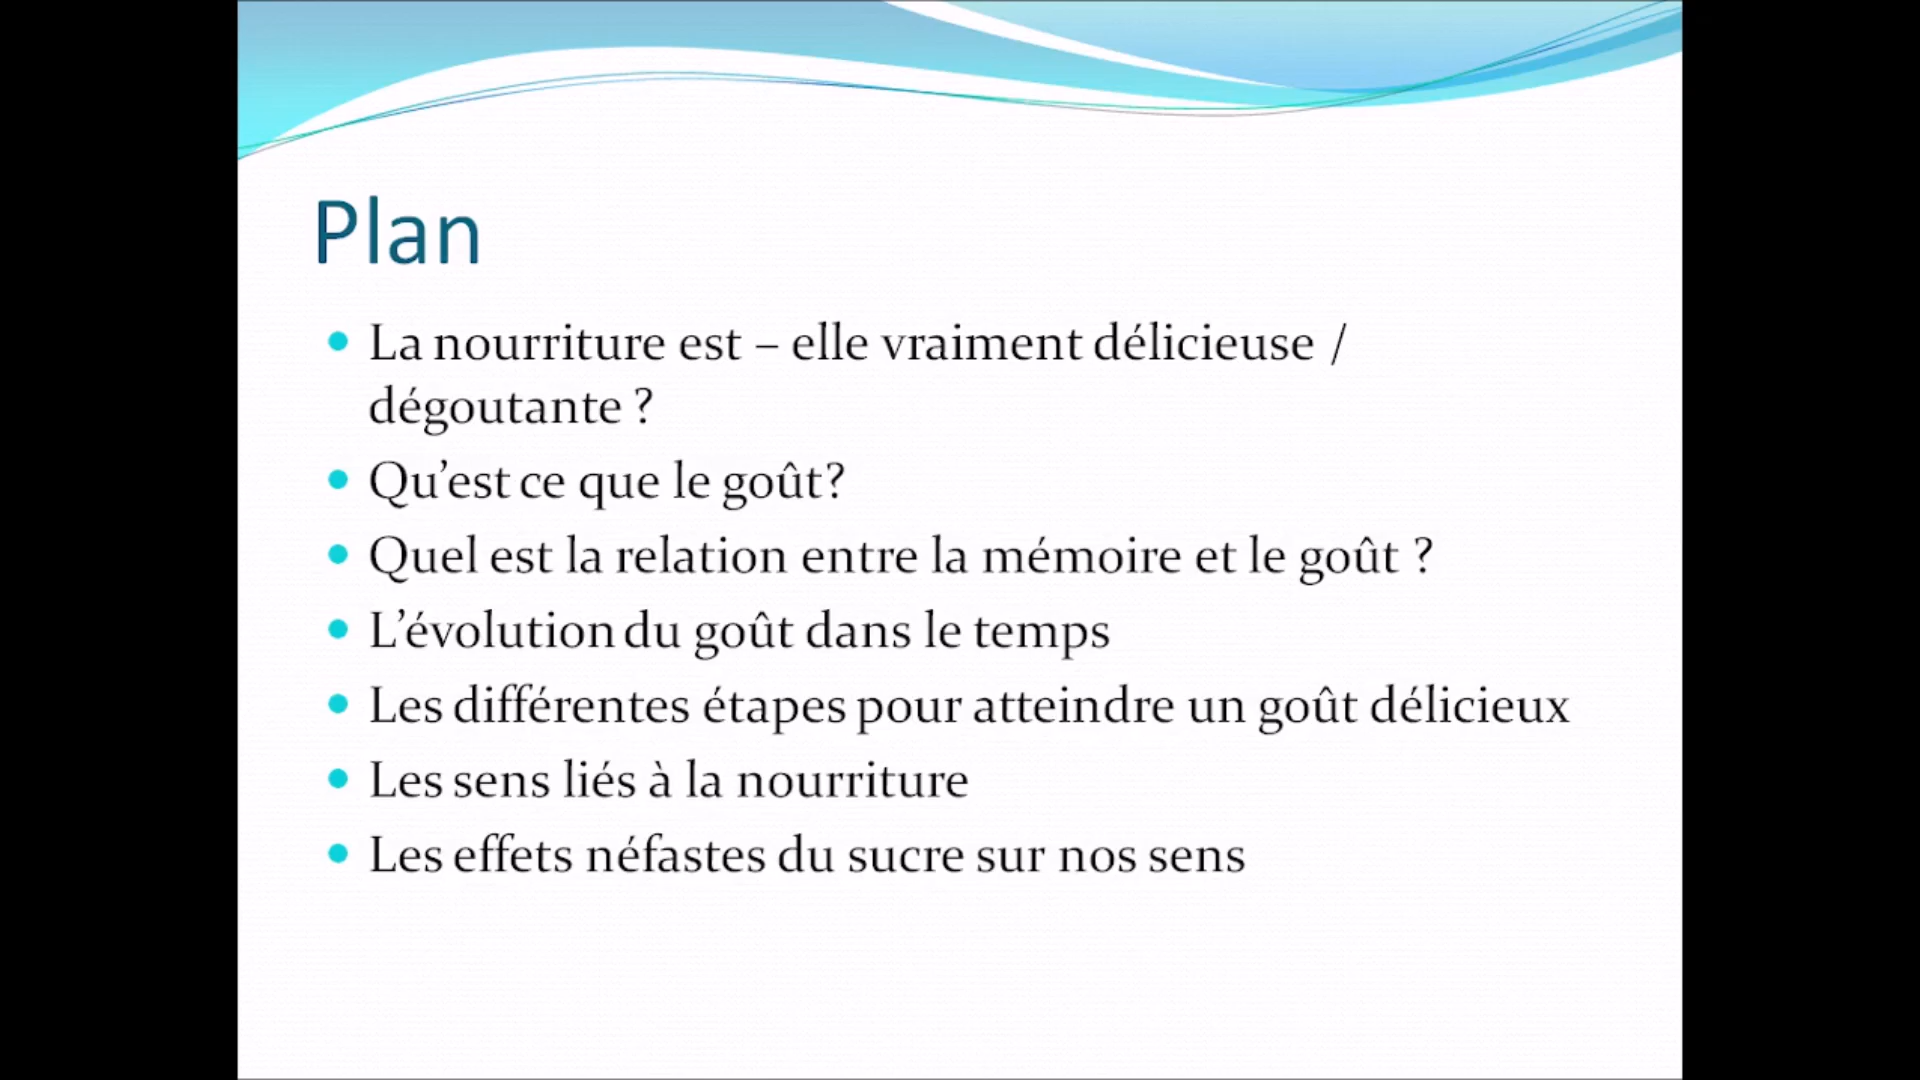 Plan
La nourriture est – elle vraiment délicieuse /
dégoutante ?
Qu’est ce que le goût?
Quel est la relation entre la mémoire et le goût ?
L’évolution du goût dans le temps
Les différentes étapes pour atteindre un goût délicieux
Les sens liés à la nourriture
Les effets néfastes du sucre sur nos sens